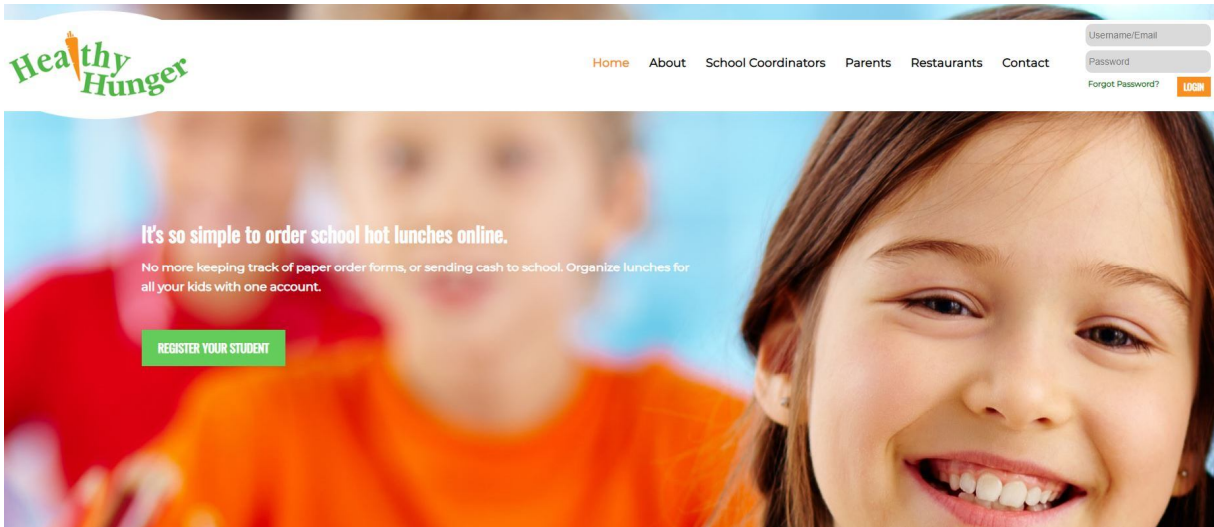 Healthy
Hunger
Home About School Coordinators Parents Restaurants Contact
Username/Email
Password
Forgot Password? LOGIN
It's so simple to order school hot lunches online.
No more keeping track of paper order forms, or sending cash to school. Organize lunches for
all your kids with one account.
REGISTER YOUR STUDENT